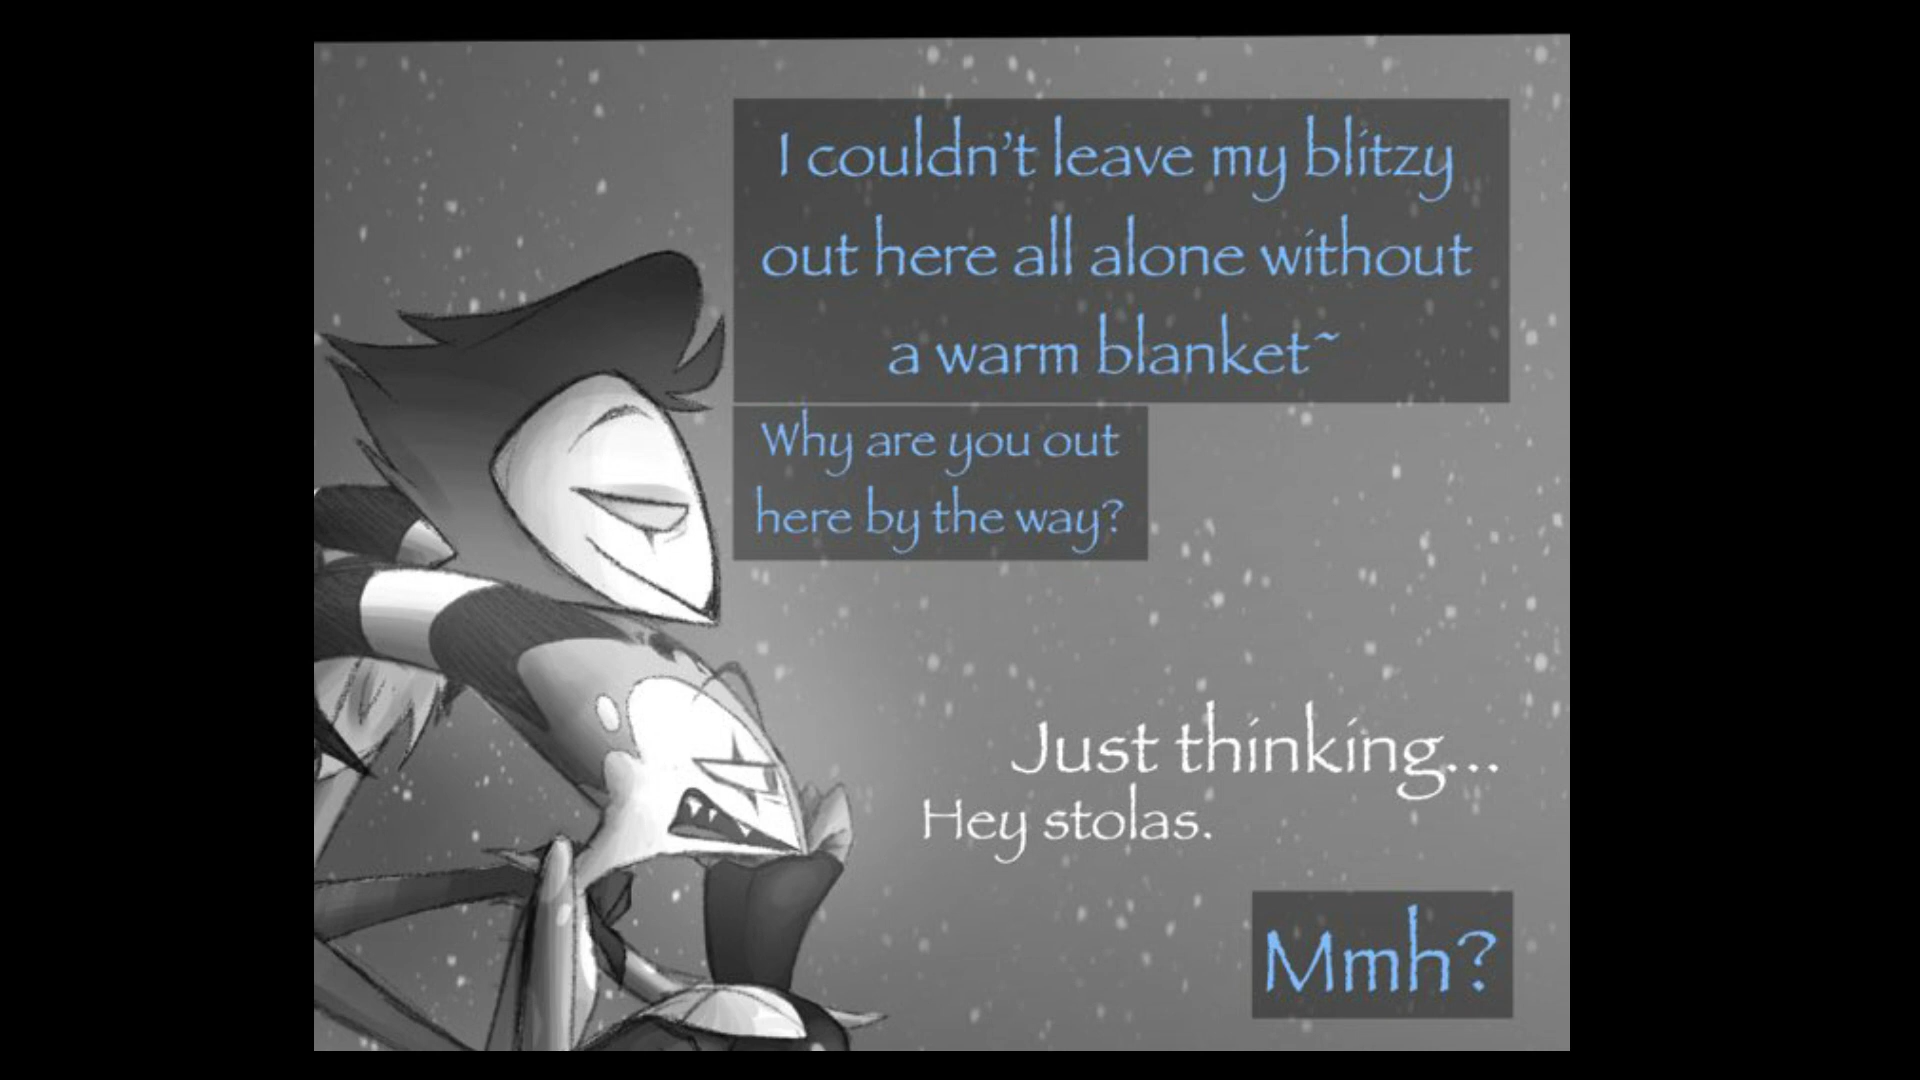 I couldn't leave my blitzy
out here all alone without
a warm blanket~
Why are you out
here by the way?
Just thinking...
Hey stolas.
Mmh?